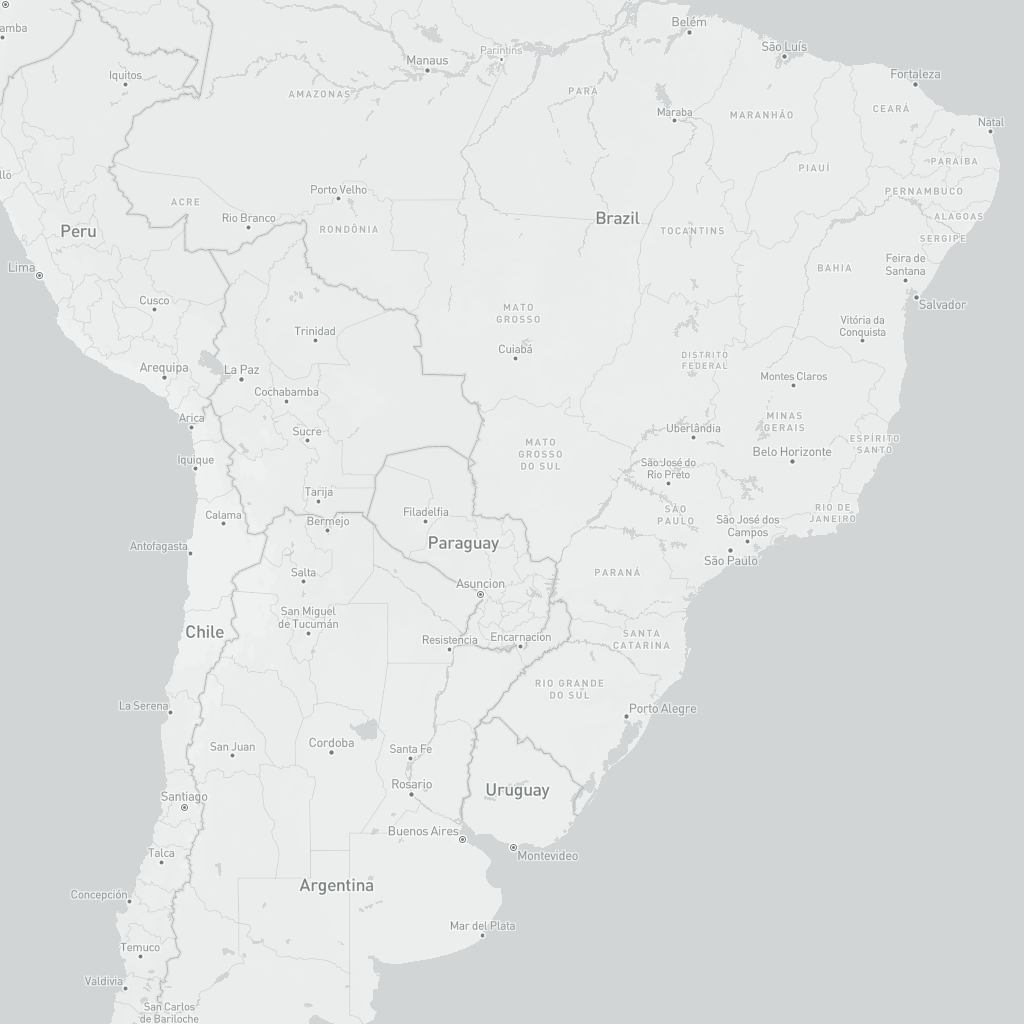 Belém
amba
São Luís
Parintins
Manaus
Iquitos
Fortaleza
AMAZONAS
PARÁ
CEARÁ
Maraba
MARANHÃO
Natal
PARAÍBA
PIAUÍ
lló
Porto Velho
PERNAMBUCO
ACRE
Rio Branco
Brazil
ALAGOAS
Peru
RONDÔNIA
TOCANTINS
SERGIPE
Lima
BAHIA
Feira de
Santana
Cusco
MATO
GROSSO
Salvador
Trinidad
Vitória da
Conquista
Cuiabá
DISTRITO
FEDERAL
Arequipa
La Paz
Montes Claros
Cochabamba
Arica
MINAS
GERAIS
Sucre
Uberlândia
ESPÍRITO
SANTO
MATO
GROSSO
DO SUL
Belo Horizonte
Iquique
São José do
Rio Preto
Tarija
Calama
Filadelfia
SÃO
PAULO
RIO DE
JANEIRO
Bermejo
São José dos
Campos
Antofagasta
Paraguay
São Paulo
Salta
PARANÁ
Asuncion
San Miguel
de Tucumán
Chile
Resistencia
Encarnacion
SANTA
CATARINA
RIO GRANDE
DO SUL
La Serena
Porto Alegre
San Juan
Cordoba
Santa Fe
Rosario
Uruguay
Santiago
Buenos Aires
Talca
Montevideo
Argentina
Concepción
Mar del Plata
Temuco
Valdivia
San Carlos
de Bariloche